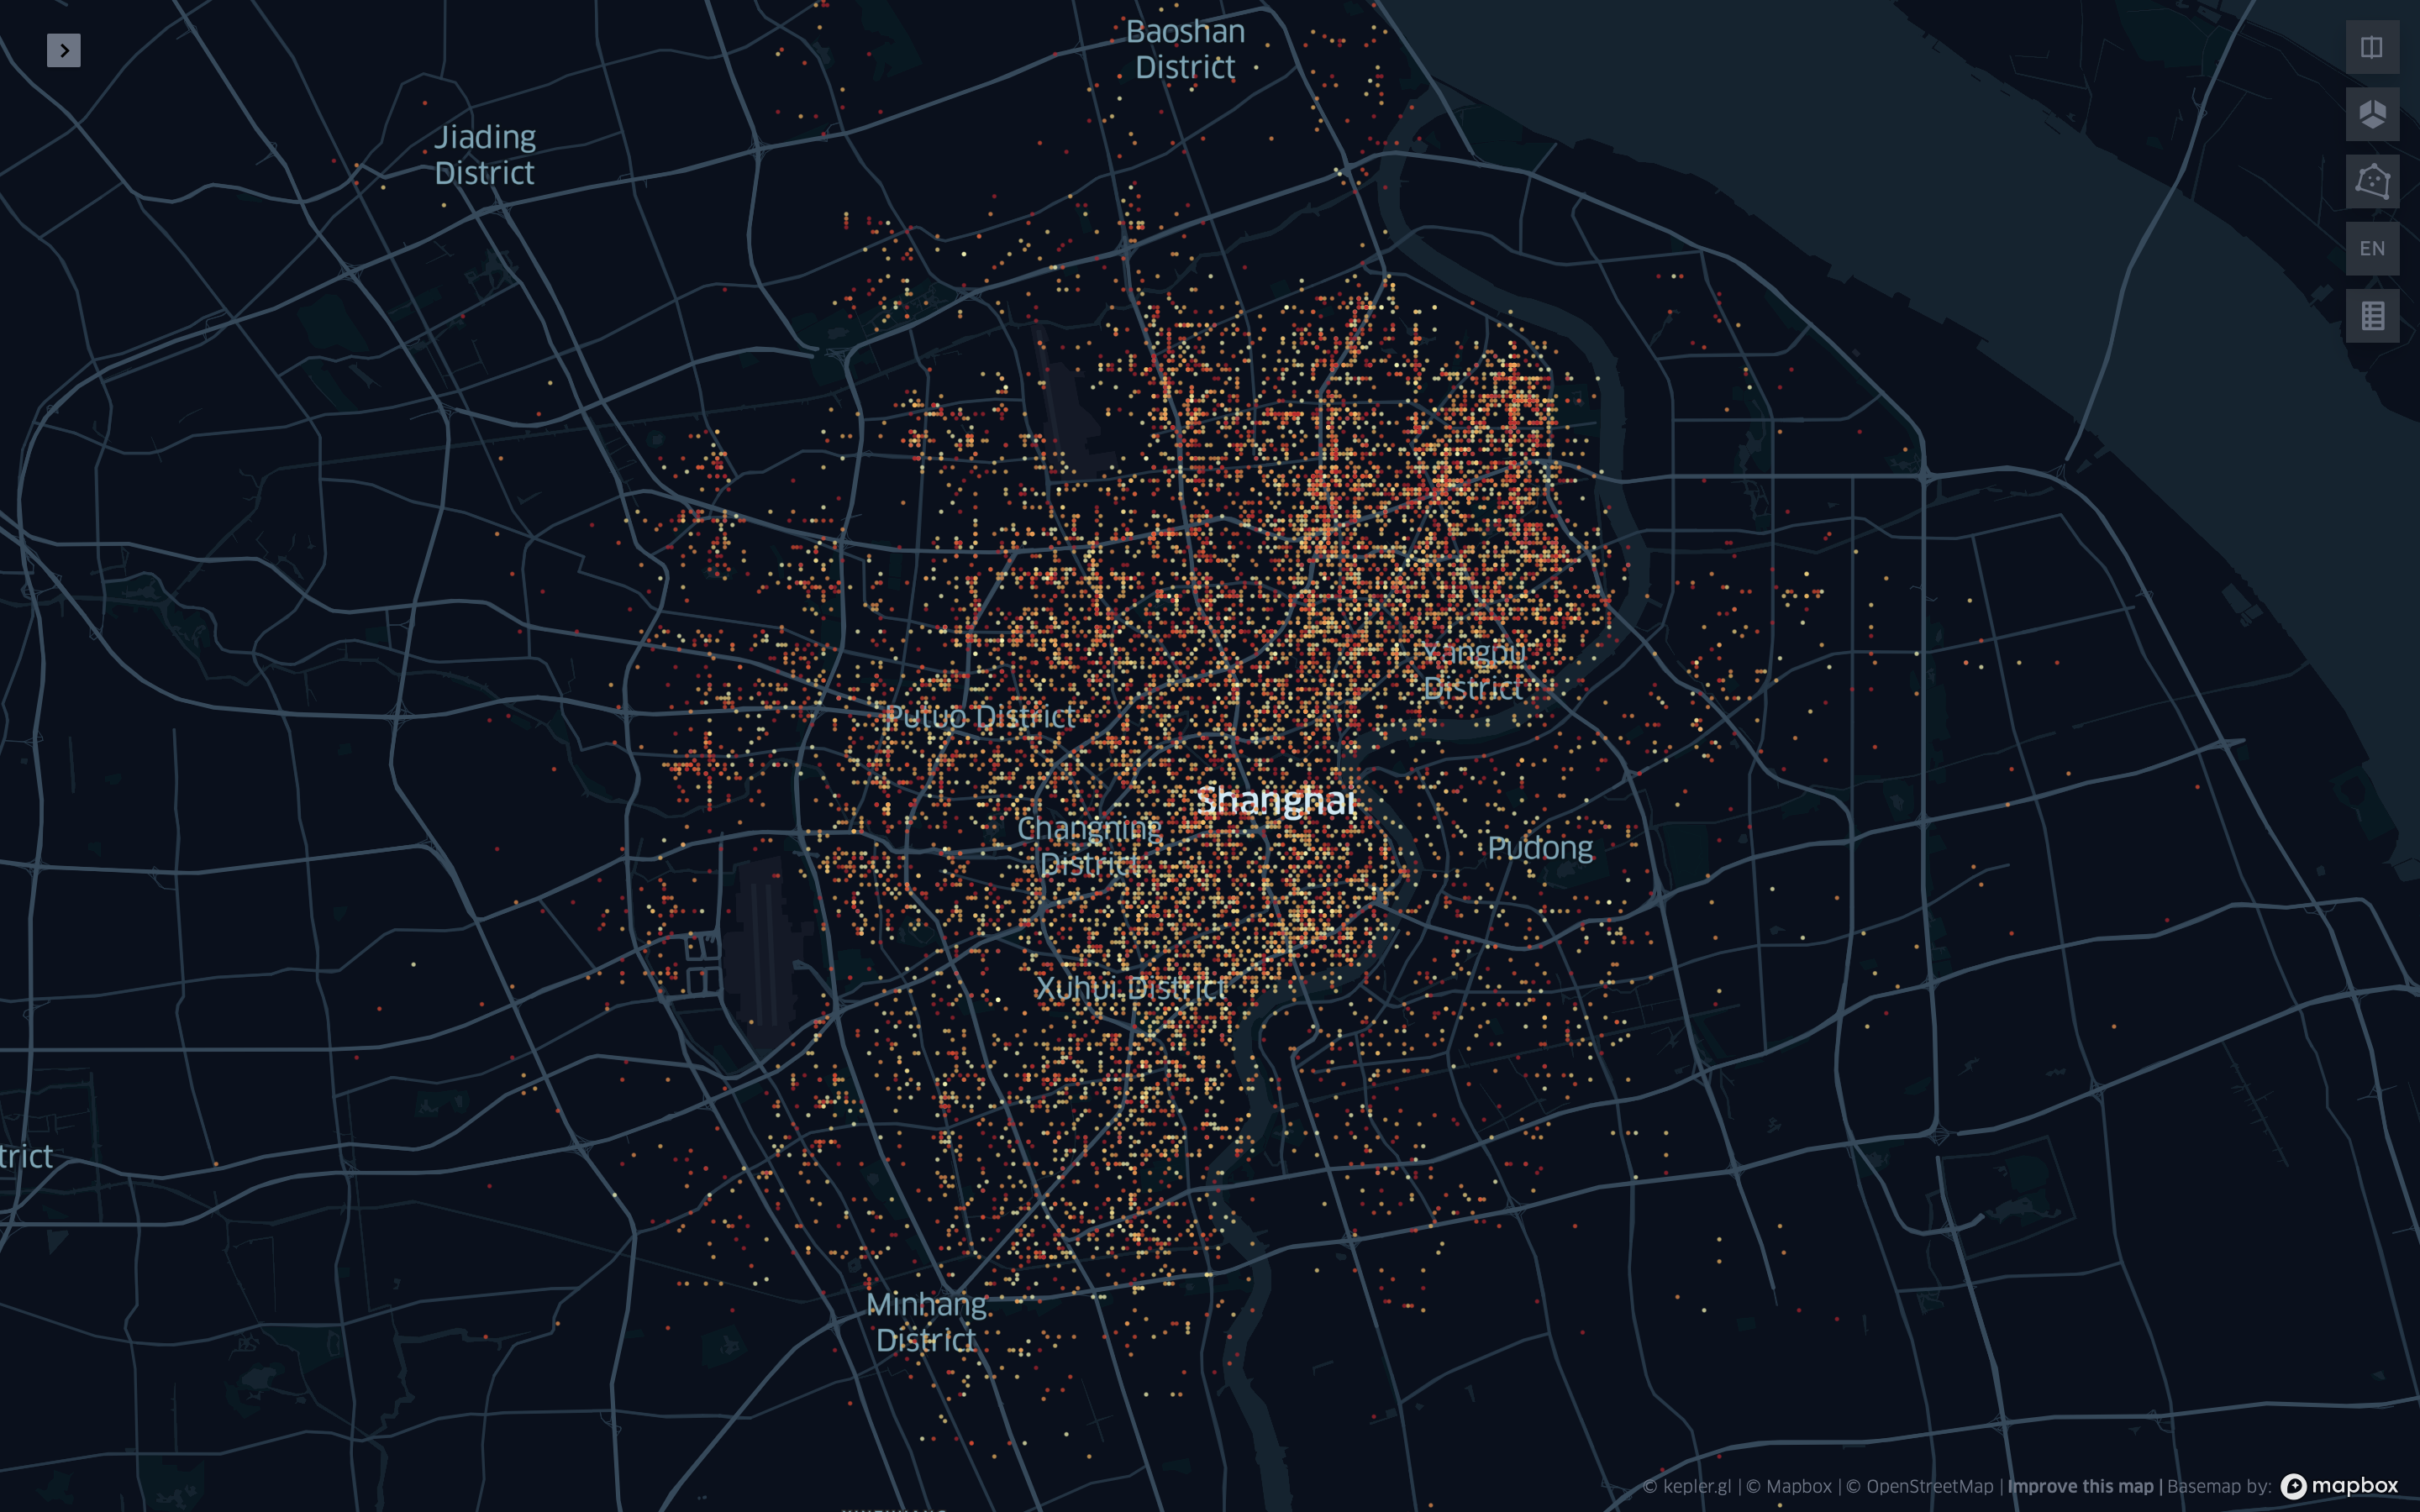 Baoshan
District
Jiading
District
EN
Yangpu
District
Putuo District
Shanghai
Changning
District
Pudong
Xuhui District
trict
Minhang
District
© kepler.gl | © Mapbox | © OpenStreetMap | Improve this map | Basemap by: mapbox